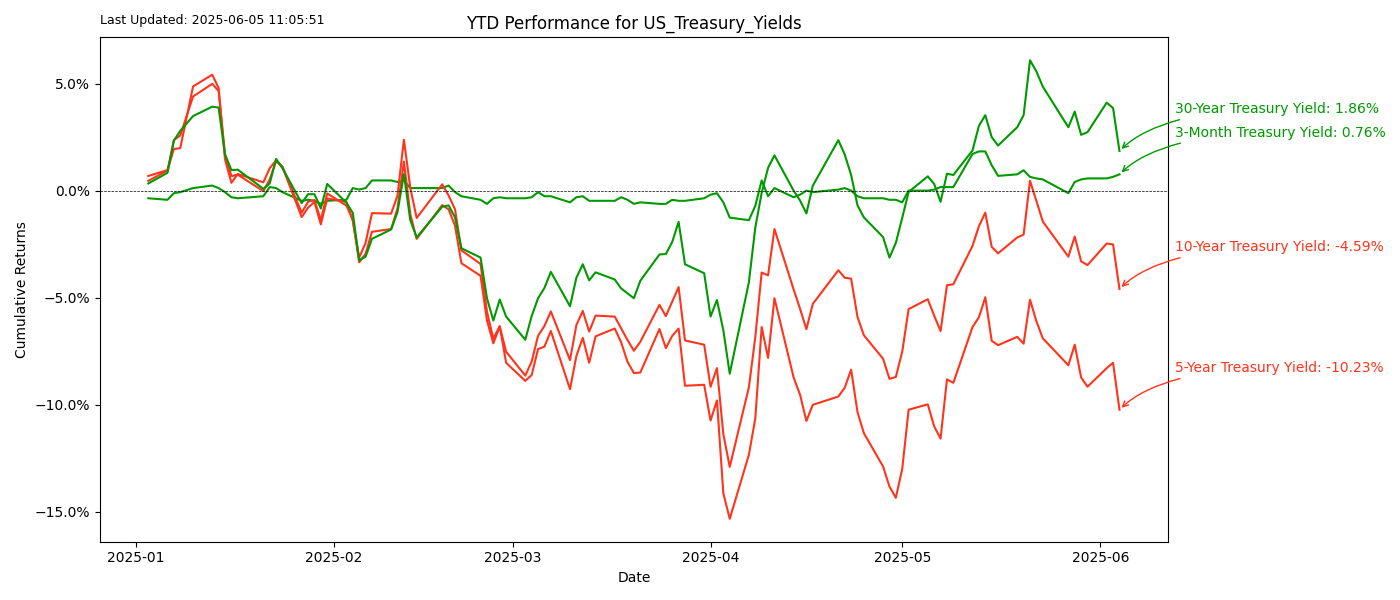 Last Updated: 2025-06-05 11:05:51
YTD Performance for US_Treasury_Yields
5.0%
0.0%
−5.0%
−10.0%
−15.0%
Cumulative Returns
30-Year Treasury Yield: 1.86%
3-Month Treasury Yield: 0.76%
10-Year Treasury Yield: -4.59%
5-Year Treasury Yield: -10.23%
2025-01
2025-02
2025-03
2025-04
2025-05
2025-06
Date